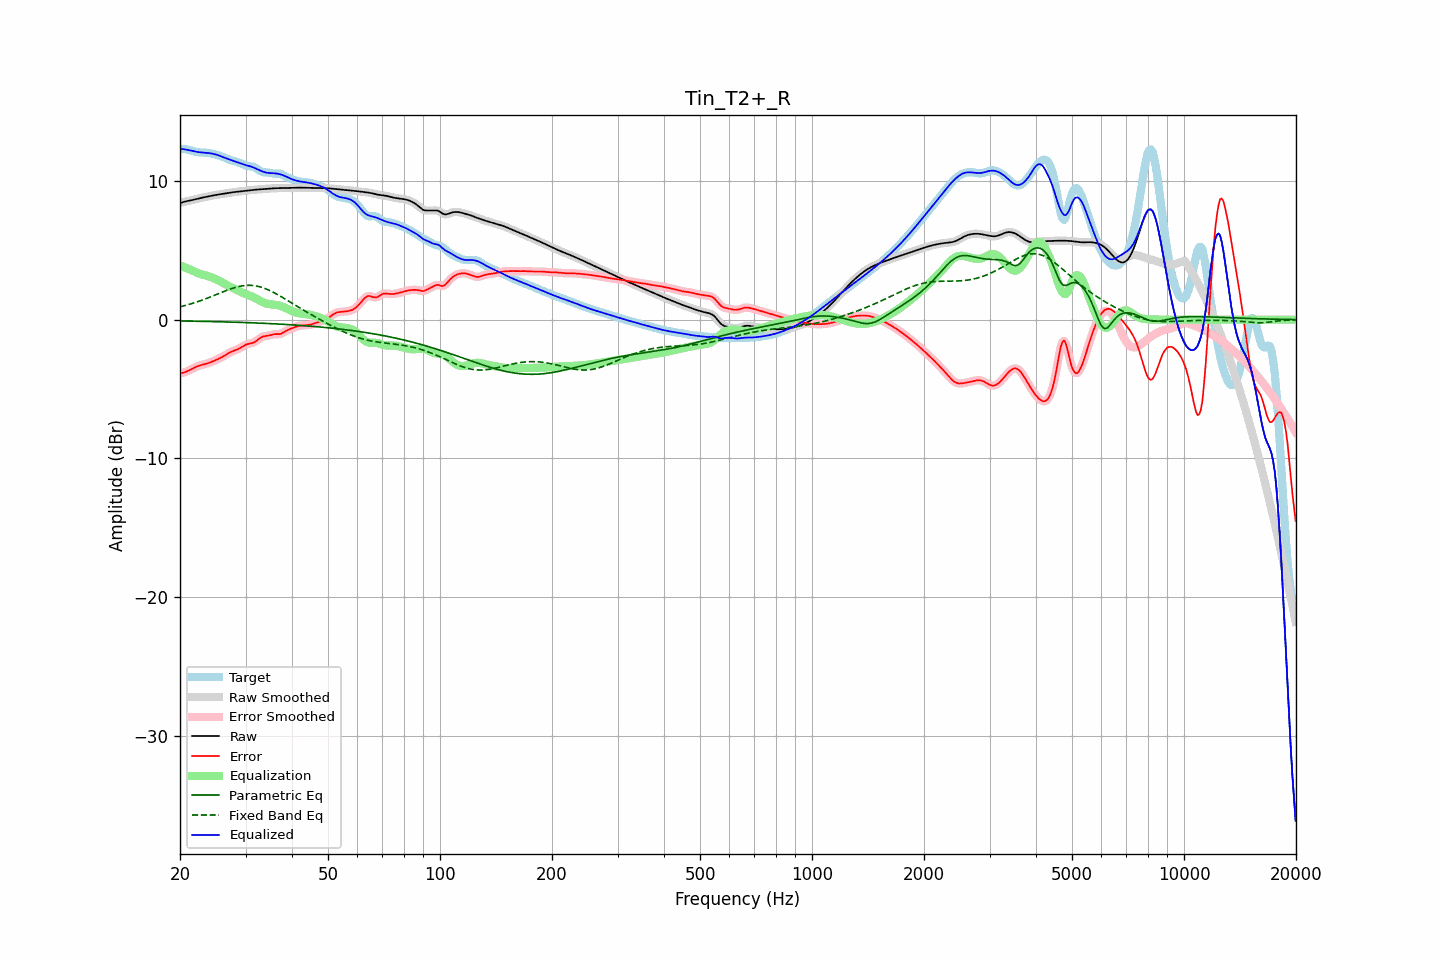 Tin_T2+_R
Amplitude (dBr)
10
0
−10
−20
−30
Target
Raw Smoothed
Error Smoothed
Raw
Error
Equalization
Parametric Eq
Fixed Band Eq
Equalized
20 50 100 200 500 1000 2000 5000 10000 20000
Frequency (Hz)